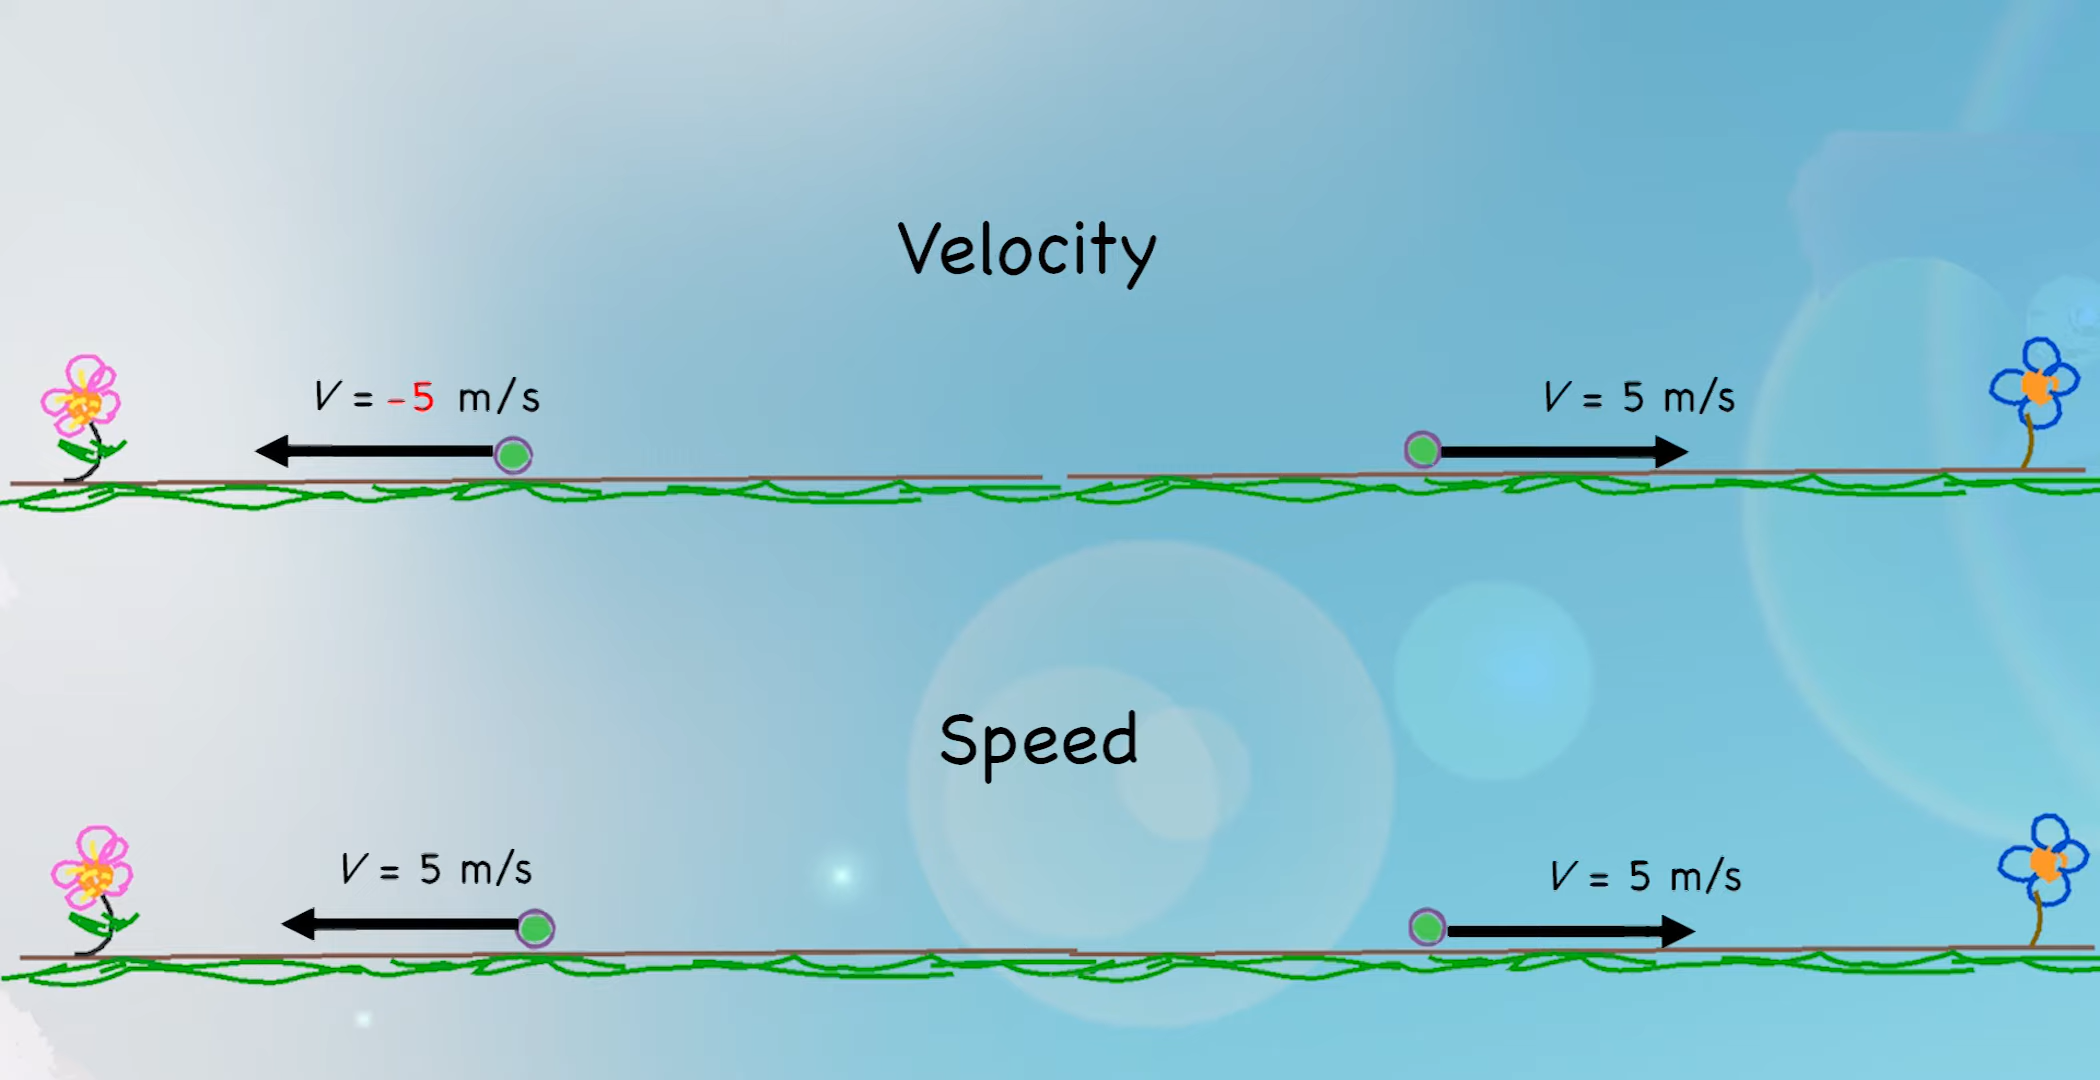 Velocity
V = -5 m/s
V = 5 m/s
Speed
V = 5 m/s
V = 5 m/s